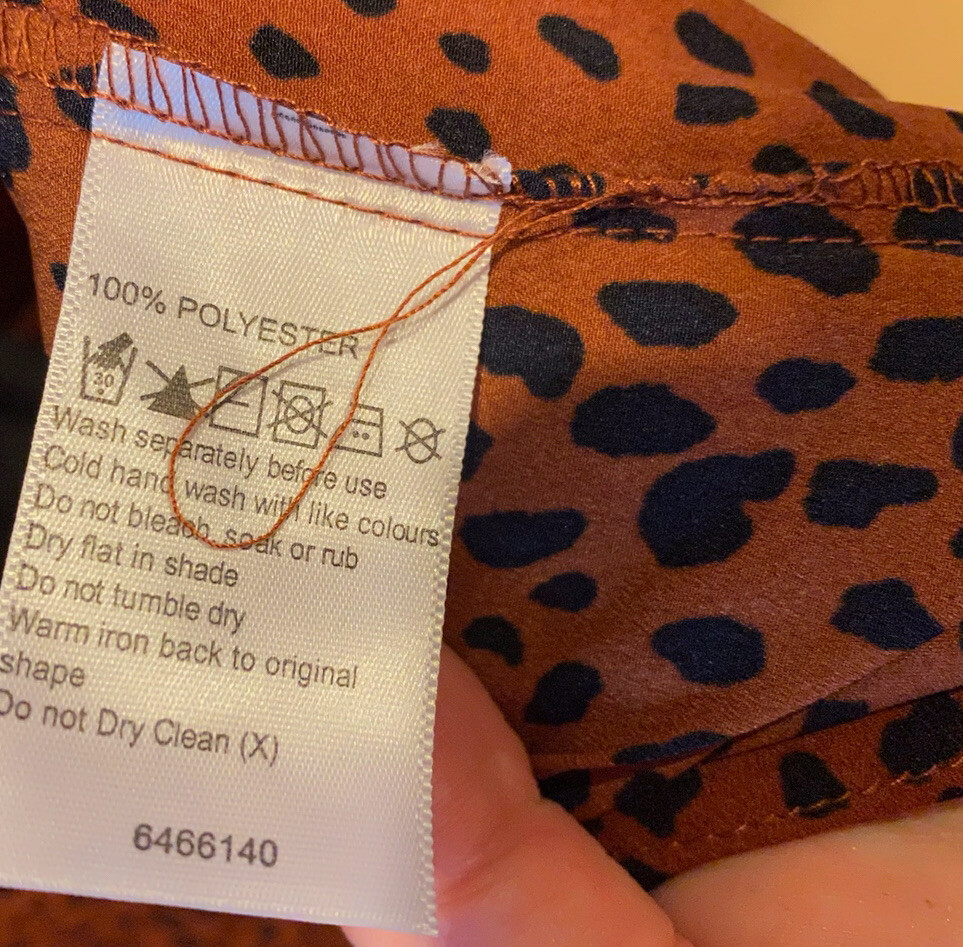 100% POLYESTER
30
Wash separately before use
Cold hand wash with like colours
Do not bleach, soak or rub
Dry flat in shade
Do not tumble dry
Warm iron back to original
shape
Do not Dry Clean (X)
6466140